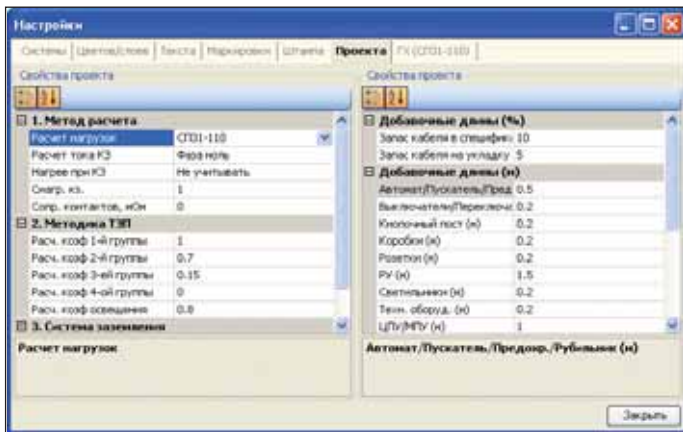 Настройки
Системы Цветов/слоев Текста Маркировки Штампа Проекта ГХ (СП31-110)
Свойства проекта
1. Метод расчета
Расчет нагрузок СП31-110
Расчет тока КЗ Фаза ноль
Нагрев при КЗ Не учитывать
1
Сопр. контактов, мОм 0
2. Методика ТЭП
Расч. коэф 1-й группы 1
Расч. коэф 2-й группы 0.7
Расч. коэф 3-ей группы 0.15
Расч. коэф 4-ой группы 0
Расч. коэф освещения 0.8
3. Система заземления
Расчет нагрузок
Свойства проекта
Добавочные длины (%)
Запас кабеля в специфик 10
Запас кабеля на укладку 5
Добавочные длины (м)
Автомат/Пускатель/Пред 0.5
Выключатели/Переключа 0.2
Кнопочный пост (м) 0.2
Коробки (м) 0.2
Розетки (м) 0.2
РУ (м) 1.5
Светильники (м) 0.2
Техн. оборуд. (м) 0.2
ЦПУ/МПУ (м) 1
Автомат/Пускатель/Предохр./Рубильник (м)
Закрыть